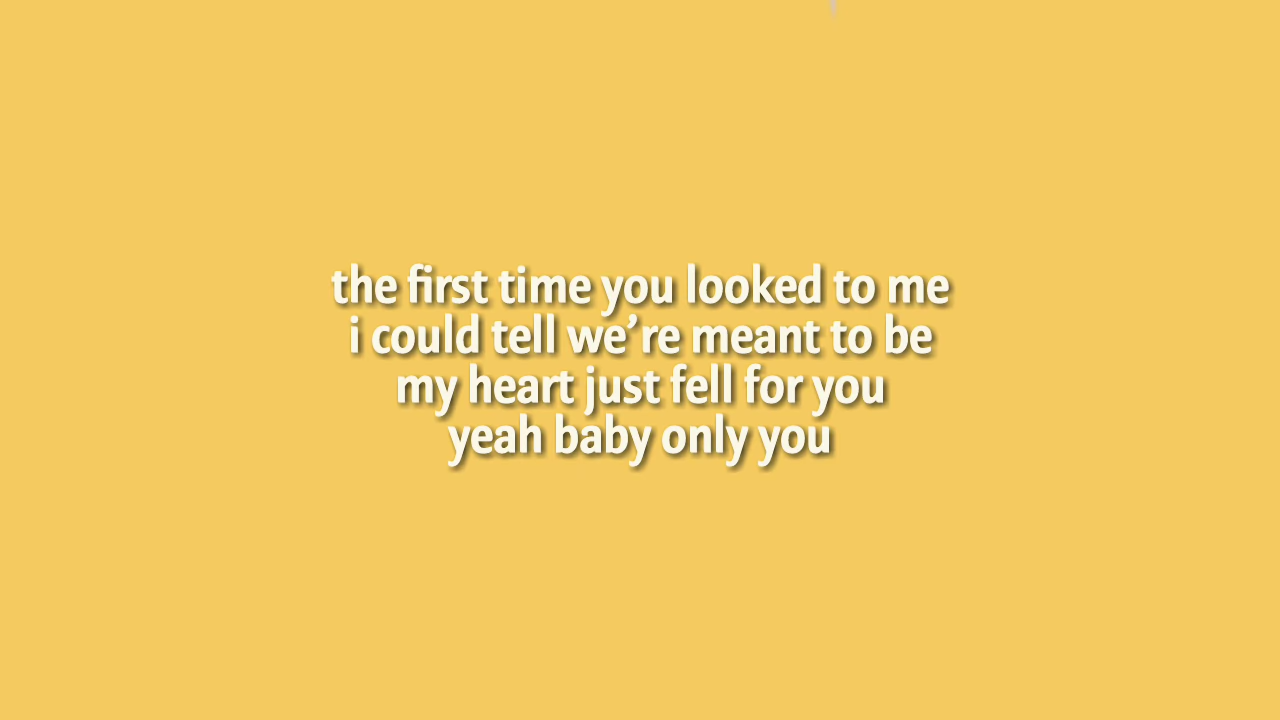 the first time you looked to me
i could tell we’re meant to be
my heart just fell for you
yeah baby only you